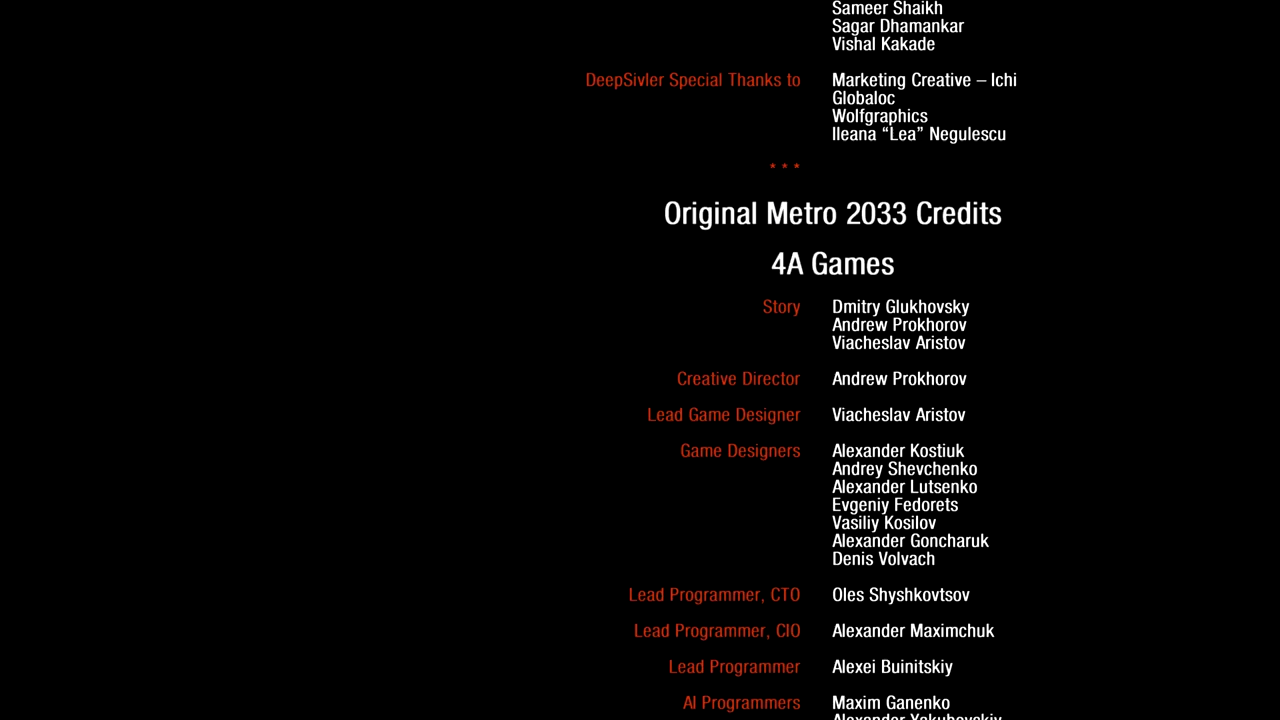 Sameer Shaikh
Sagar Dhamankar
Vishal Kakade
DeepSivler Special Thanks to Marketing Creative – Ichi
Globaloc
Wolfgraphics
Ileana “Lea” Negulescu
* * *
Original Metro 2033 Credits
4A Games
Story Dmitry Glukhovsky
Andrew Prokhorov
Viacheslav Aristov
Creative Director Andrew Prokhorov
Lead Game Designer Viacheslav Aristov
Game Designers Alexander Kostiuk
Andrey Shevchenko
Alexander Lutsenko
Evgeniy Fedorets
Vasiliy Kosilov
Alexander Goncharuk
Denis Volvach
Lead Programmer, CTO Oles Shyshkovtsov
Lead Programmer, CIO Alexander Maximchuk
Lead Programmer Alexei Buinitskiy
AI Programmers Maxim Ganenko
Alexander Yakubovskiy